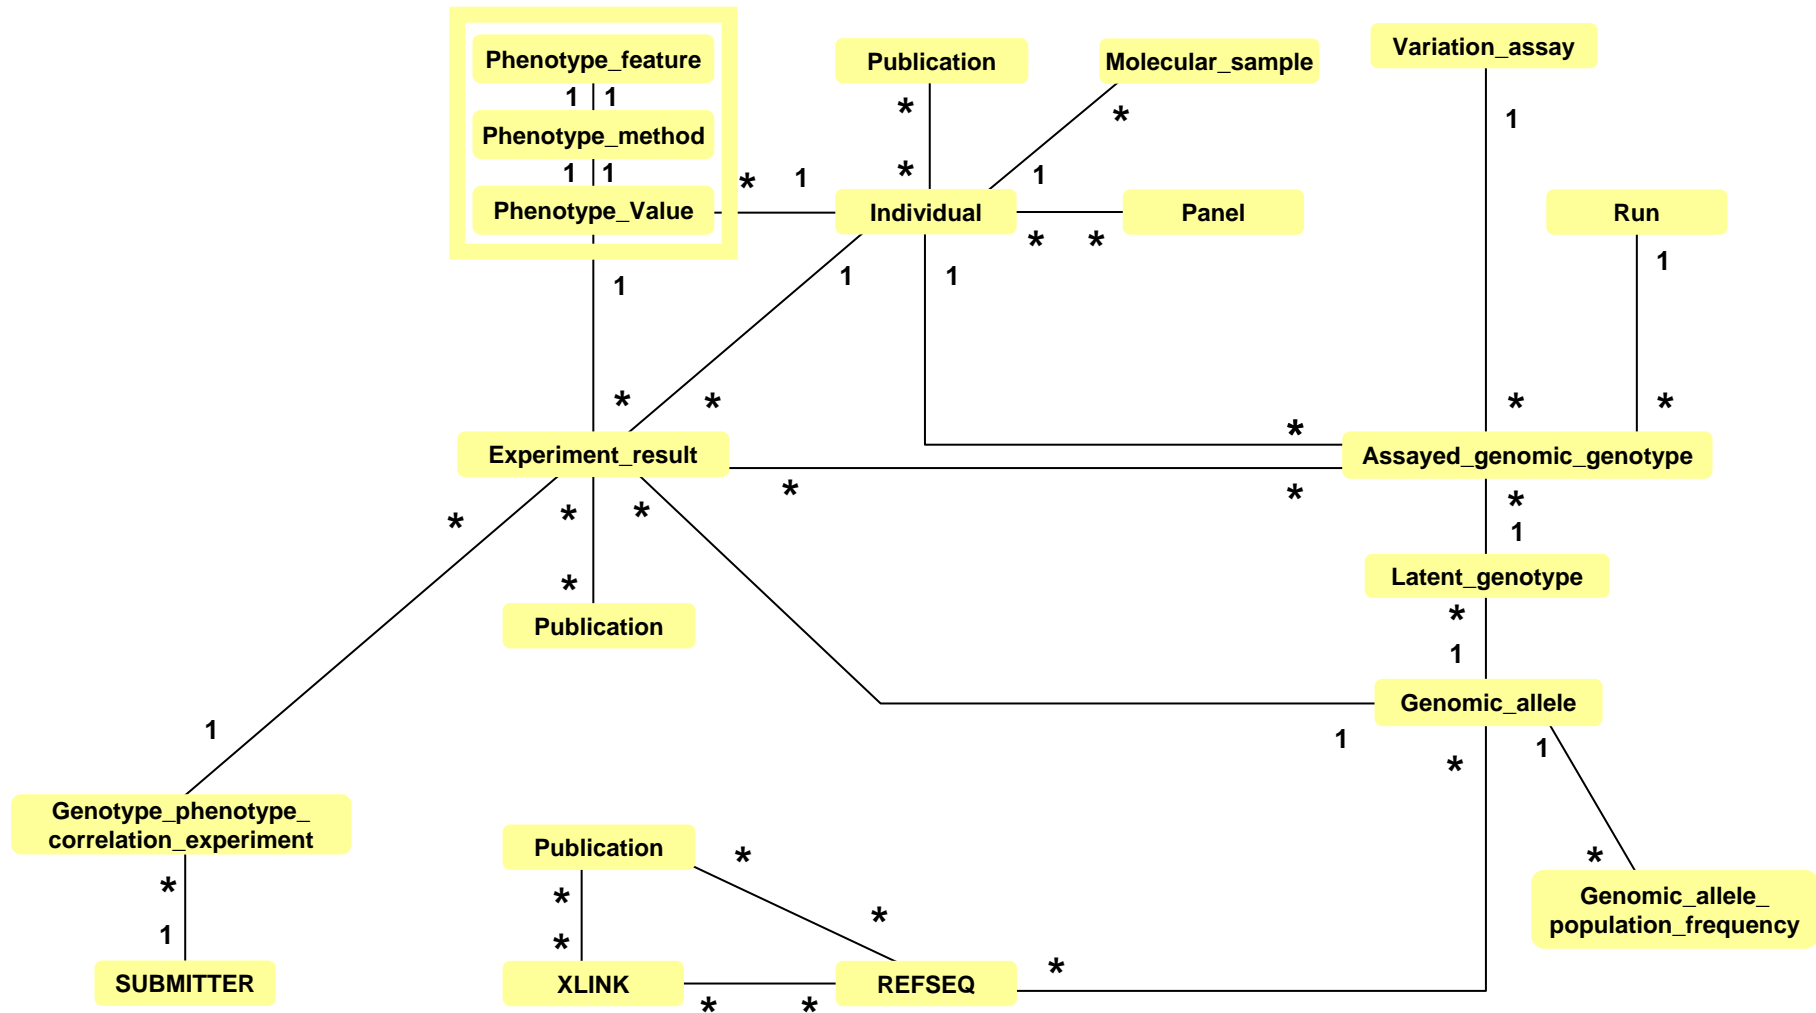 Phenotype_feature
Publication
Molecular_sample
Variation_assay
1 1
*
*
1
Phenotype_method
1 1
*
1
*
1
Phenotype_Value
Individual
Panel
Run
* *
1
1
1
1
* *
* *
*
*
Experiment_result
Assayed_genomic_genotype
* *
* * * *
1
*
Latent_genotype
*
Publication
1
Genomic_allele
1
1 1
*
Genotype_phenotype_
correlation_experiment
Publication
* *
* * *
*
1
Genomic_allele_
population_frequency
*
SUBMITTER
XLINK
REFSEQ
*
* *